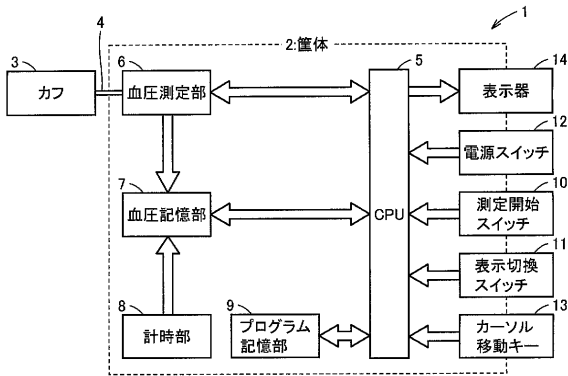 1
2:筐体
3
カフ
4
6
血圧測定部
5
CPU
14
表示器
12
電源スイッチ
7
血圧記憶部
10
測定開始
スイッチ
11
表示切換
スイッチ
8
計時部
9
プログラム
記憶部
13
カーソル
移動キー